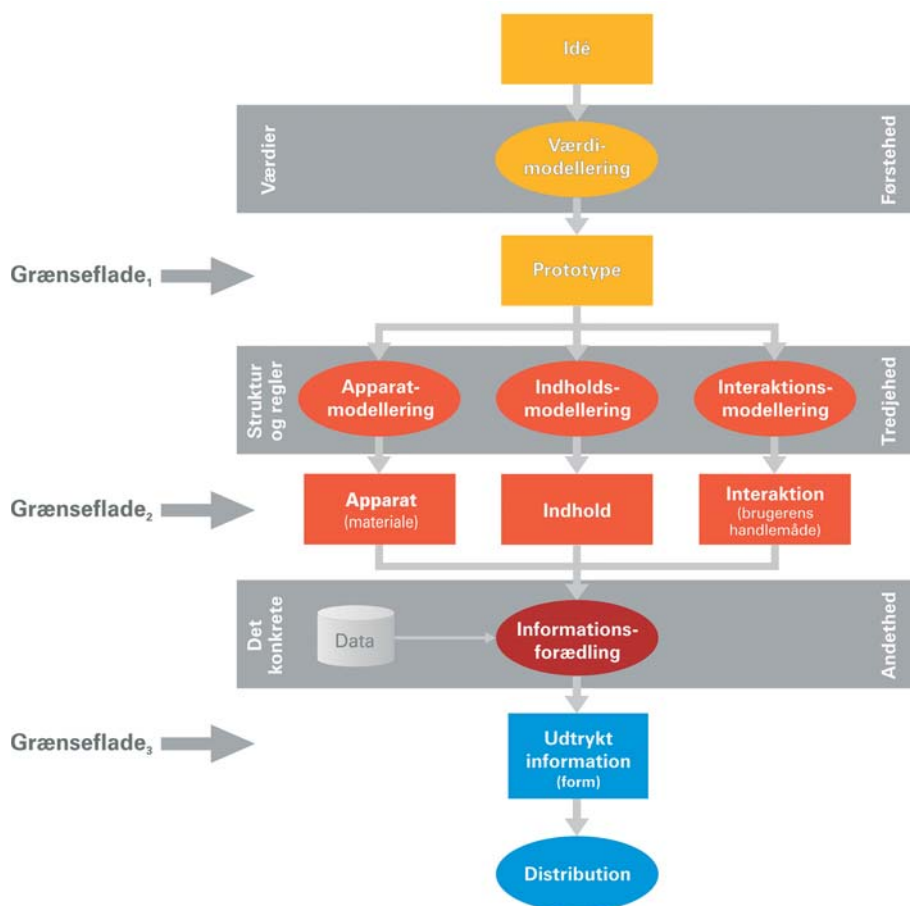 Idé
Værdier
Værdi-
modellering
Førstehed
Grænseflade₁
Prototype
Struktur
og regler
Apparat-
modellering
Indholds-
modellering
Interaktions-
modellering
Tredjehed
Grænseflade₂
Apparat
(materiale)
Indhold
Interaktion
(brugerens
handlemåde)
Det
konkrete
Data
Informations-
forædling
Andethed
Grænseflade₃
Udtrykt
information
(form)
Distribution